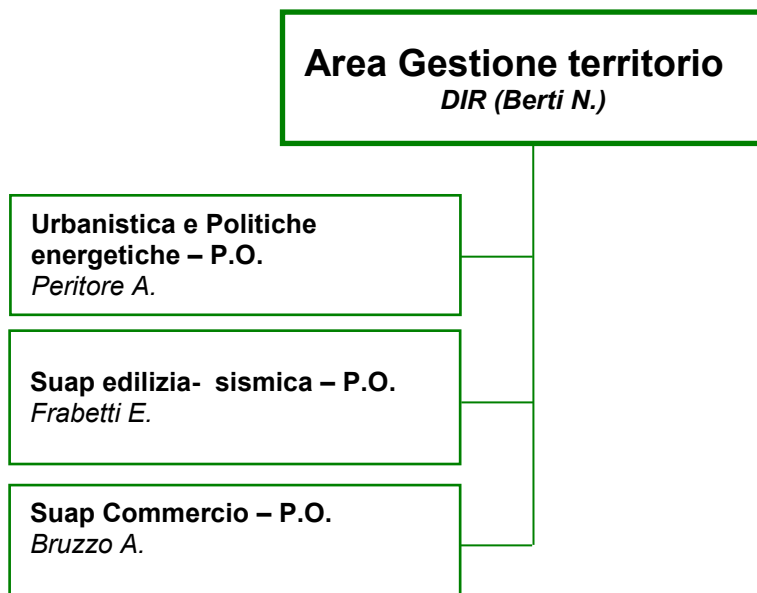 Area Gestione territorio
DIR (Berti N.)
Urbanistica e Politiche
energetiche – P.O.
Peritore A.
Suap edilizia-  sismica – P.O.
Frabetti E.
Suap Commercio – P.O.
Bruzzo A.